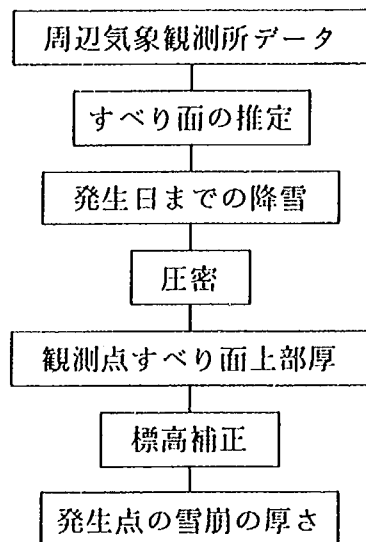 周辺気象観測所データ
すべり面の推定
発生日までの降雪
圧密
観測点すべり面上部厚
標高補正
発生点の雪崩の厚さ